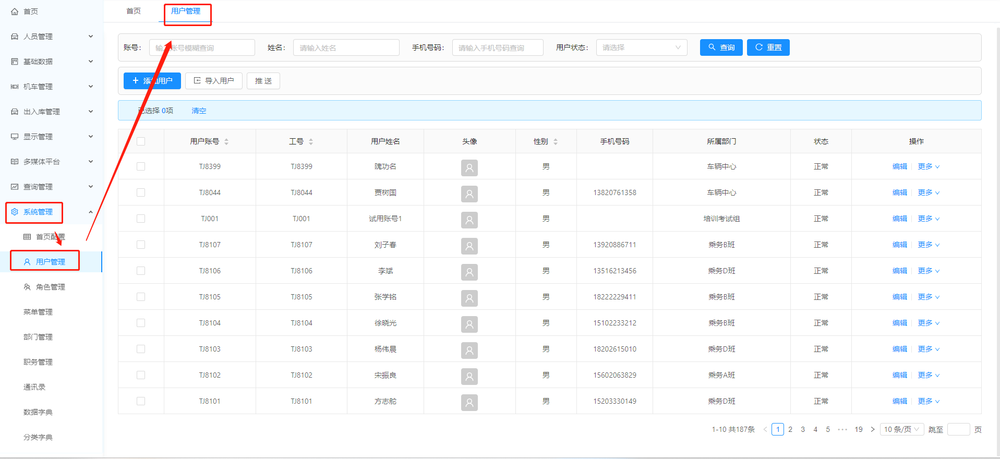 首页
人员管理
基础数据
机车管理
出入库管理
显示管理
多媒体平台
查询管理
系统管理
首页配置
用户管理
角色管理
菜单管理
部门管理
职务管理
通讯录
数据字典
分类字典
首页 用户管理
账号： 输入账号模糊查询 姓名： 请输入姓名 手机号码： 请输入手机号码查询 用户状态： 请选择 查询 重置
添加用户 导入用户 推 送
已选择 0项 清空
用户账号 工号 用户姓名 头像 性别 手机号码 所属部门 状态 操作
TJ8399 TJ8399 隗功名 男 车辆中心 正常 编辑 更多
TJ8044 TJ8044 贾树国 男 13820761358 车辆中心 正常 编辑 更多
TJ001 TJ001 试用账号1 男 培训考试组 正常 编辑 更多
TJ8107 TJ8107 刘子春 男 13920886711 乘务B班 正常 编辑 更多
TJ8106 TJ8106 李斌 男 13516213456 乘务D班 正常 编辑 更多
TJ8105 TJ8105 张学铭 男 18222229411 乘务B班 正常 编辑 更多
TJ8104 TJ8104 徐晓光 男 15102233212 乘务B班 正常 编辑 更多
TJ8103 TJ8103 杨伟晨 男 18202615010 乘务D班 正常 编辑 更多
TJ8102 TJ8102 宋振良 男 15602063829 乘务A班 正常 编辑 更多
TJ8101 TJ8101 方志舵 男 15203330149 乘务D班 正常 编辑 更多
1-10 共187条 < 1 2 3 4 5 ••• 19 > 10 条/页 跳至 页